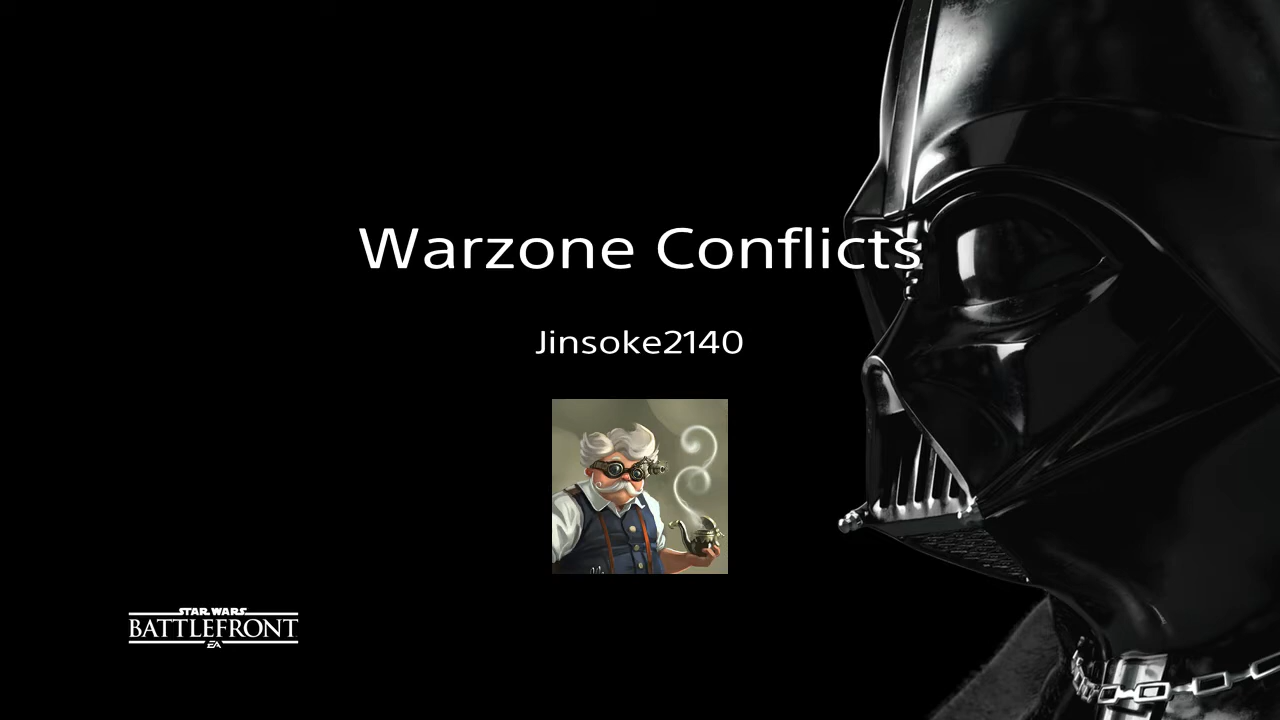 Warzone Conflicts
Jinsoke2140
STAR WARS
BATTLEFRONT
EA